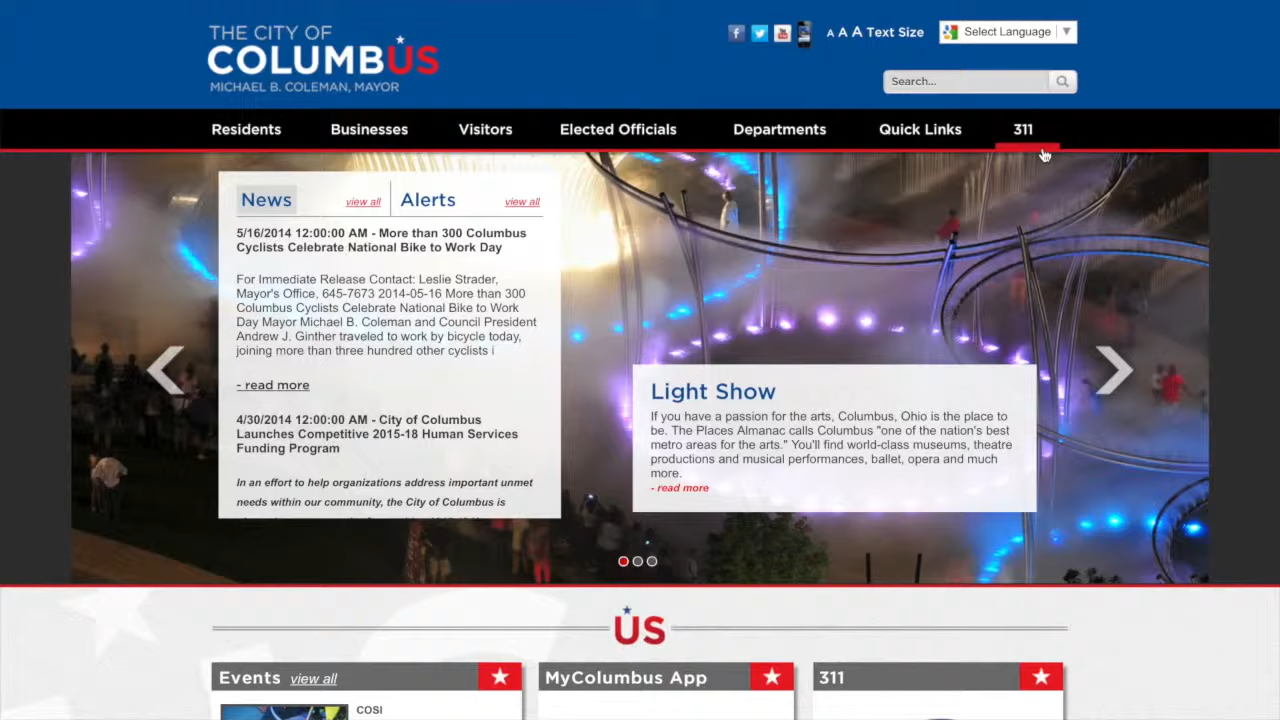 THE CITY OF
COLUMBUS
MICHAEL B. COLEMAN, MAYOR
A A A Text Size
Select Language
Search...
Residents Businesses Visitors Elected Officials Departments Quick Links 311
News view all Alerts view all
5/16/2014 12:00:00 AM - More than 300 Columbus
Cyclists Celebrate National Bike to Work Day
For Immediate Release Contact: Leslie Strader,
Mayor's Office, 645-7673 2014-05-16 More than 300
Columbus Cyclists Celebrate National Bike to Work
Day Mayor Michael B. Coleman and Council President
Andrew J. Ginther traveled to work by bicycle today,
joining more than three hundred other cyclists i
- read more
4/30/2014 12:00:00 AM - City of Columbus
Launches Competitive 2015-18 Human Services
Funding Program
In an effort to help organizations address important unmet
needs within our community, the City of Columbus is
Light Show
If you have a passion for the arts, Columbus, Ohio is the place to
be. The Places Almanac calls Columbus "one of the nation's best
metro areas for the arts." You'll find world-class museums, theatre
productions and musical performances, ballet, opera and much
more.
- read more
US
Events view all
MyColumbus App
311
COSI